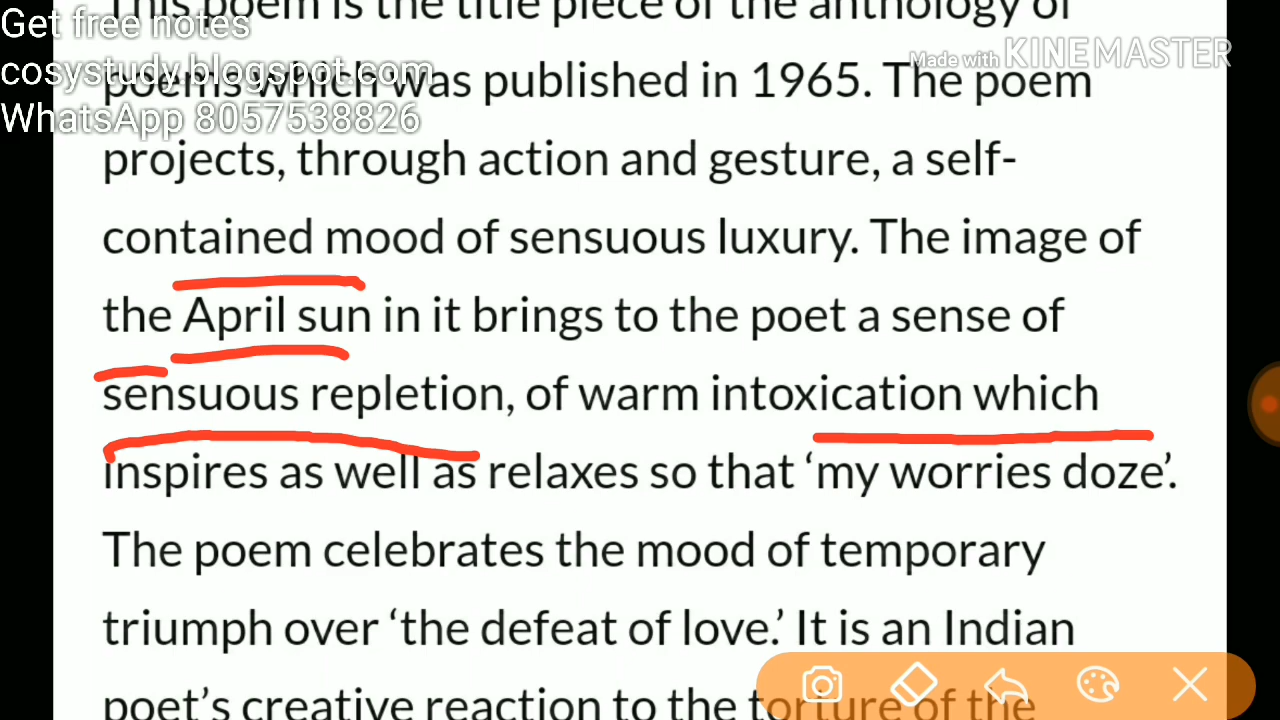 This poem is the title piece of the anthology of
Get free notes
Made with KINEMASTER
cosystudy.blogspot.com
poems which was published in 1965. The poem
WhatsApp 8057538826
projects, through action and gesture, a self-
contained mood of sensuous luxury. The image of
the April sun in it brings to the poet a sense of
sensuous repletion, of warm intoxication which
inspires as well as relaxes so that ‘my worries doze’.
The poem celebrates the mood of temporary
triumph over ‘the defeat of love.’ It is an Indian
poet’s creative reaction to the torture of the